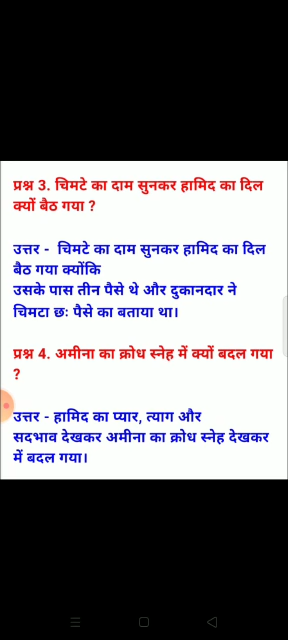 प्रश्न 3. चिमटे का दाम सुनकर हामिद का दिल
क्यों बैठ गया ?
उत्तर - चिमटे का दाम सुनकर हामिद का दिल
बैठ गया क्योंकि
उसके पास तीन पैसे थे और दुकानदार ने
चिमटा छः पैसे का बताया था।
प्रश्न 4. अमीना का क्रोध स्नेह में क्यों बदल गया
?
उत्तर - हामिद का प्यार, त्याग और
सदभाव देखकर अमीना का क्रोध स्नेह देखकर
में बदल गया।